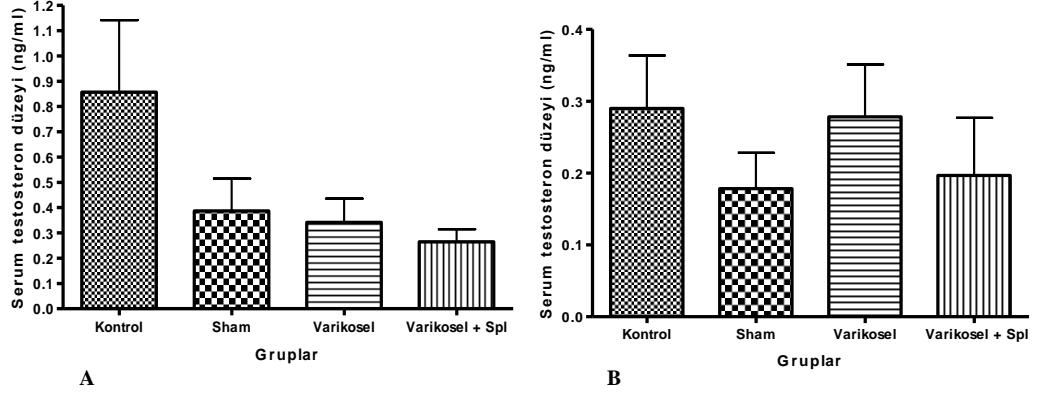 Serum testosteron düzeyi (ng/ml)
1.2
1.1
1.0
0.9
0.8
0.7
0.6
0.5
0.4
0.3
0.2
0.1
0.0
Kontrol Sham Varikosel Varikosel + Spl
Gruplar
A
Serum testosteron düzeyi (ng/ml)
0.4
0.3
0.2
0.1
0.0
Kontrol Sham Varikosel Varikosel + Spl
Gruplar
B